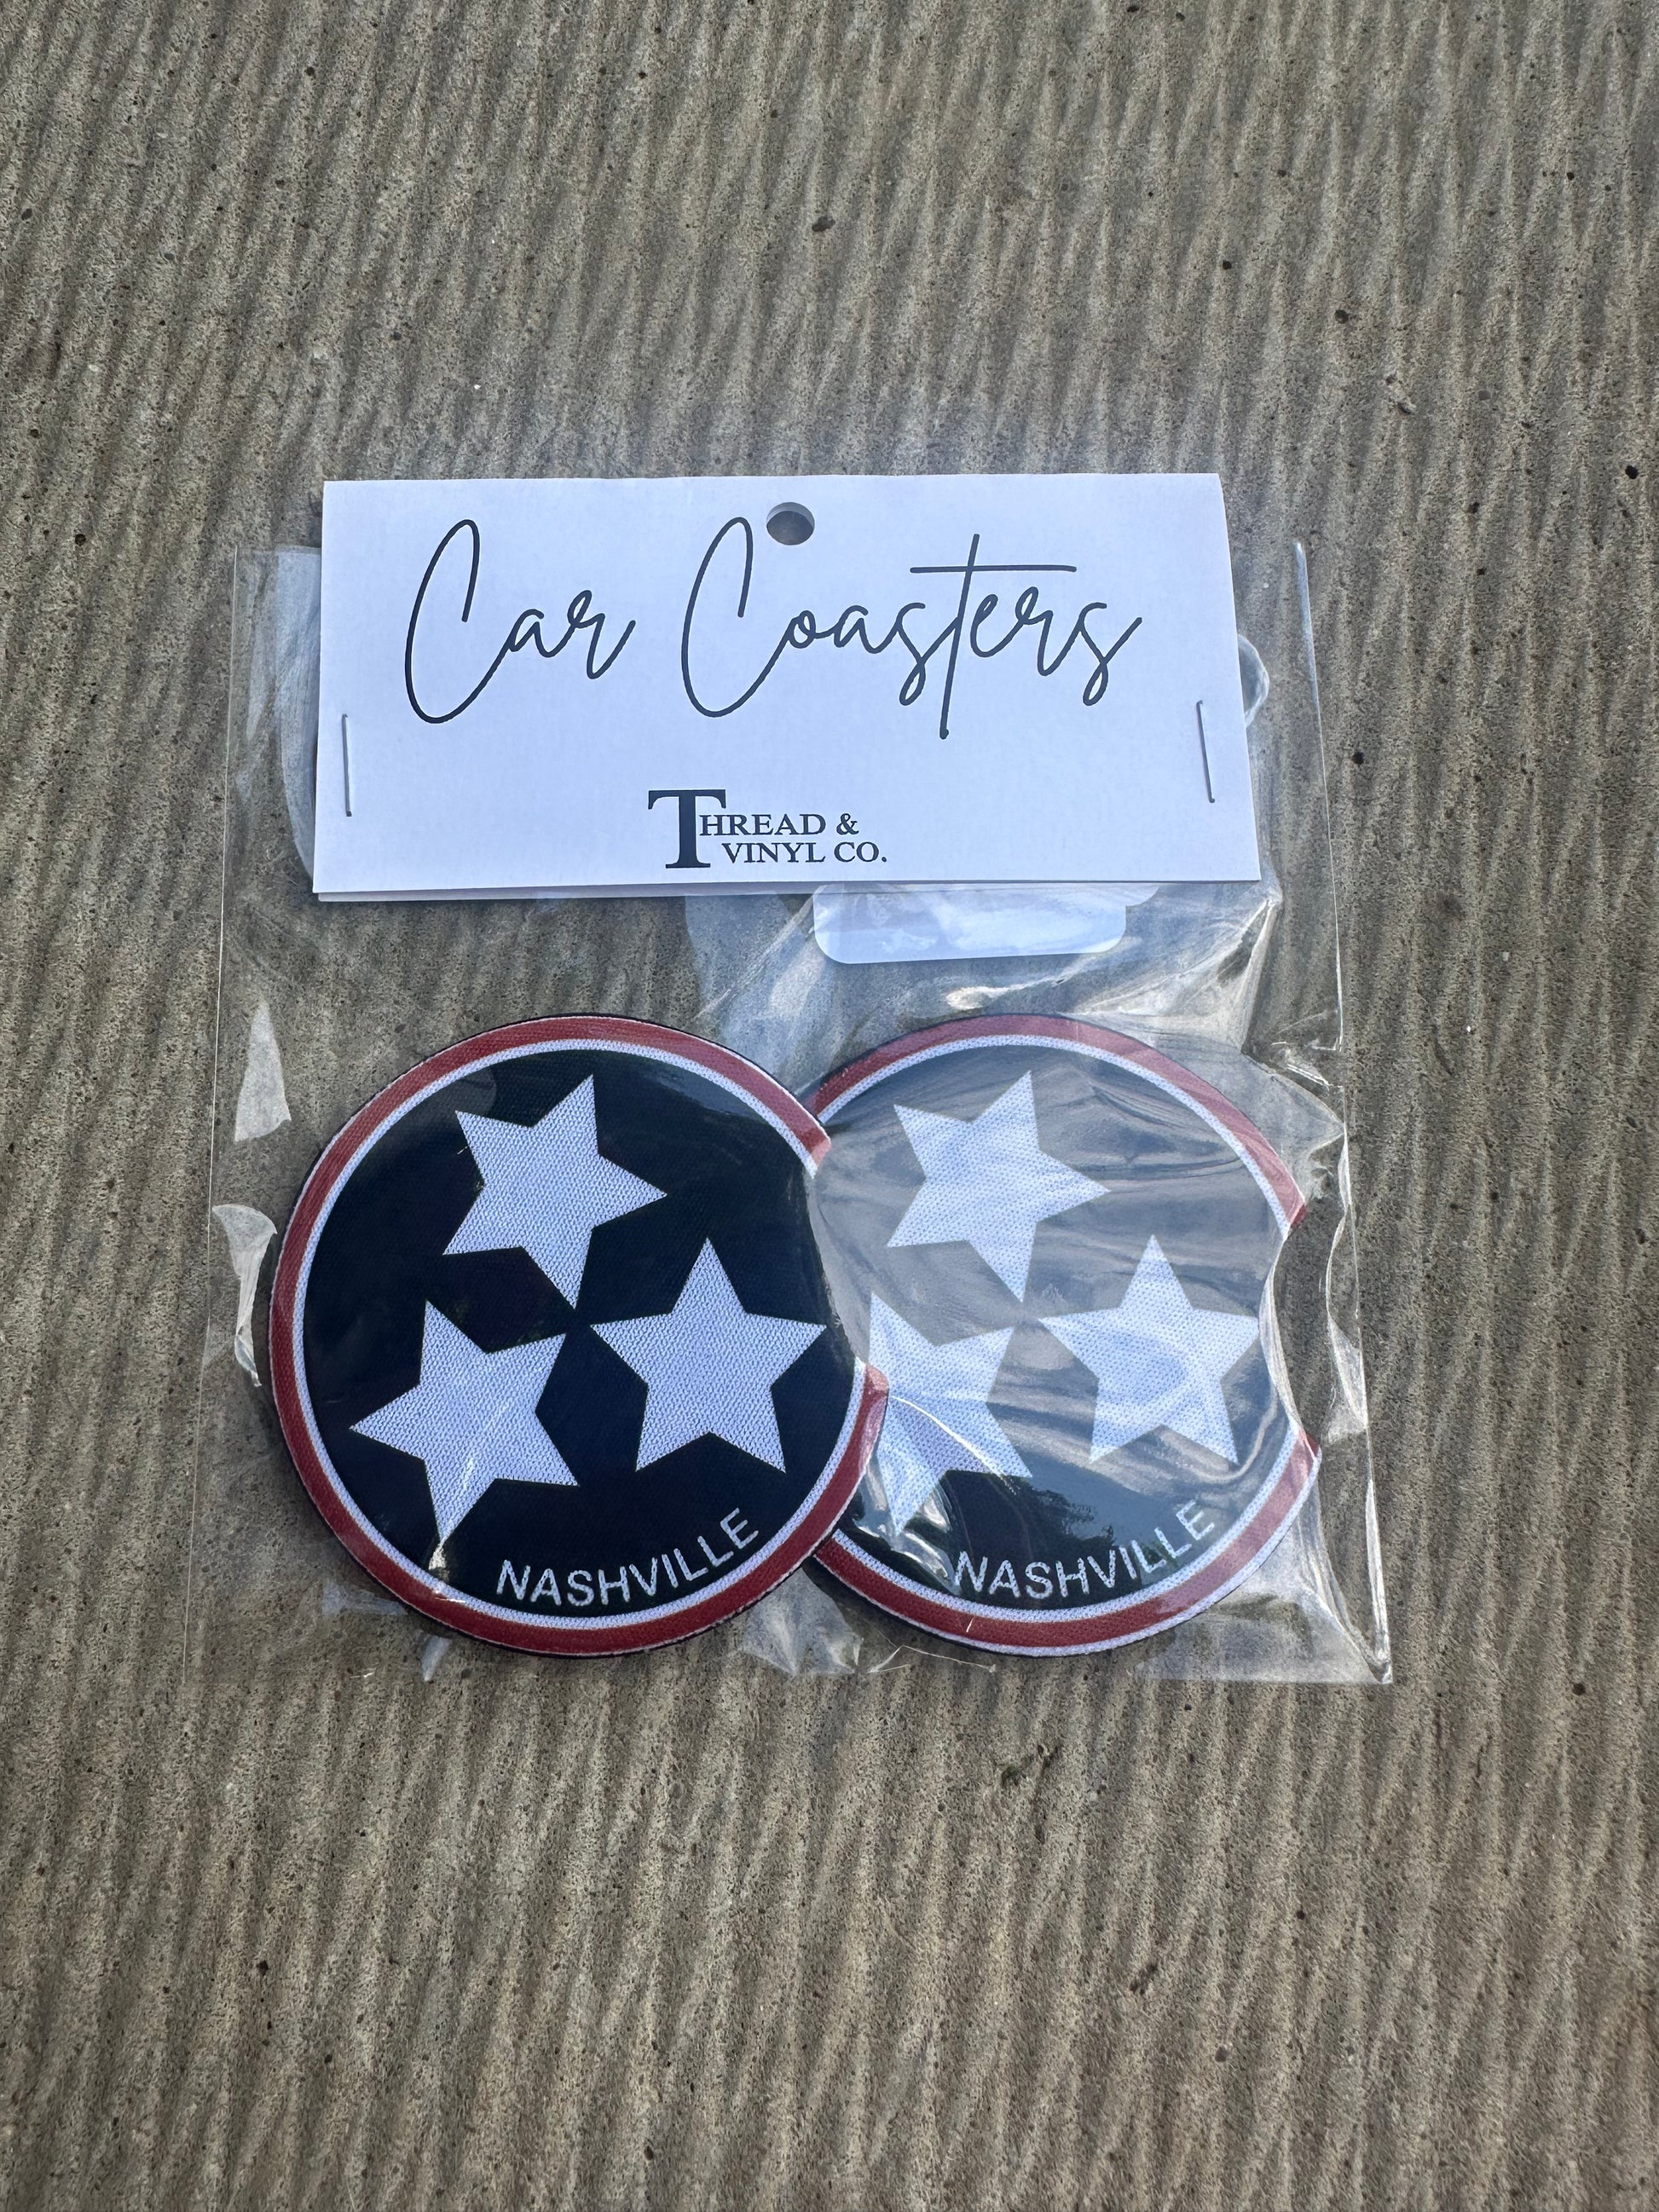 Car Coasters
THREAD &
VINYL CO.
NASHVILLE
NASHVILLE